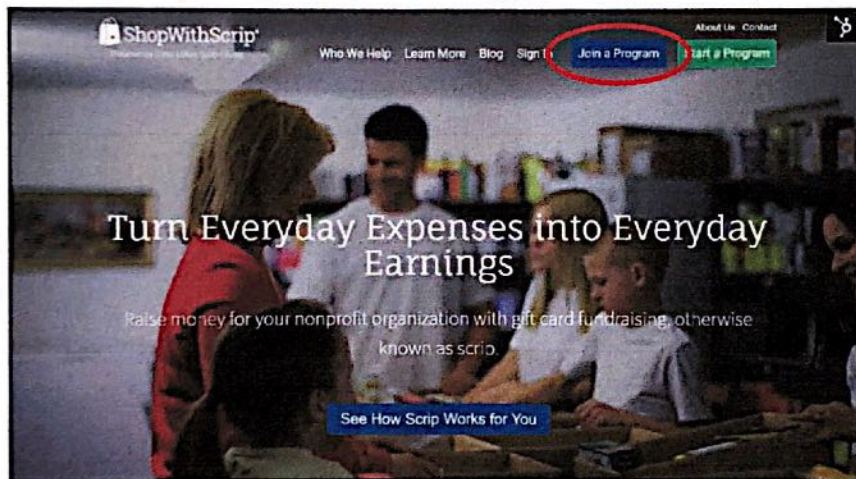 About Us Contact
ShopWithScrip
Who We Help Learn More Blog Sign Join a Program Start a Program
Turn Everyday Expenses into Everyday
Earnings
Raise money for your nonprofit organization with gift card fundraising, otherwise
known as scrip.
See How Scrip Works for You